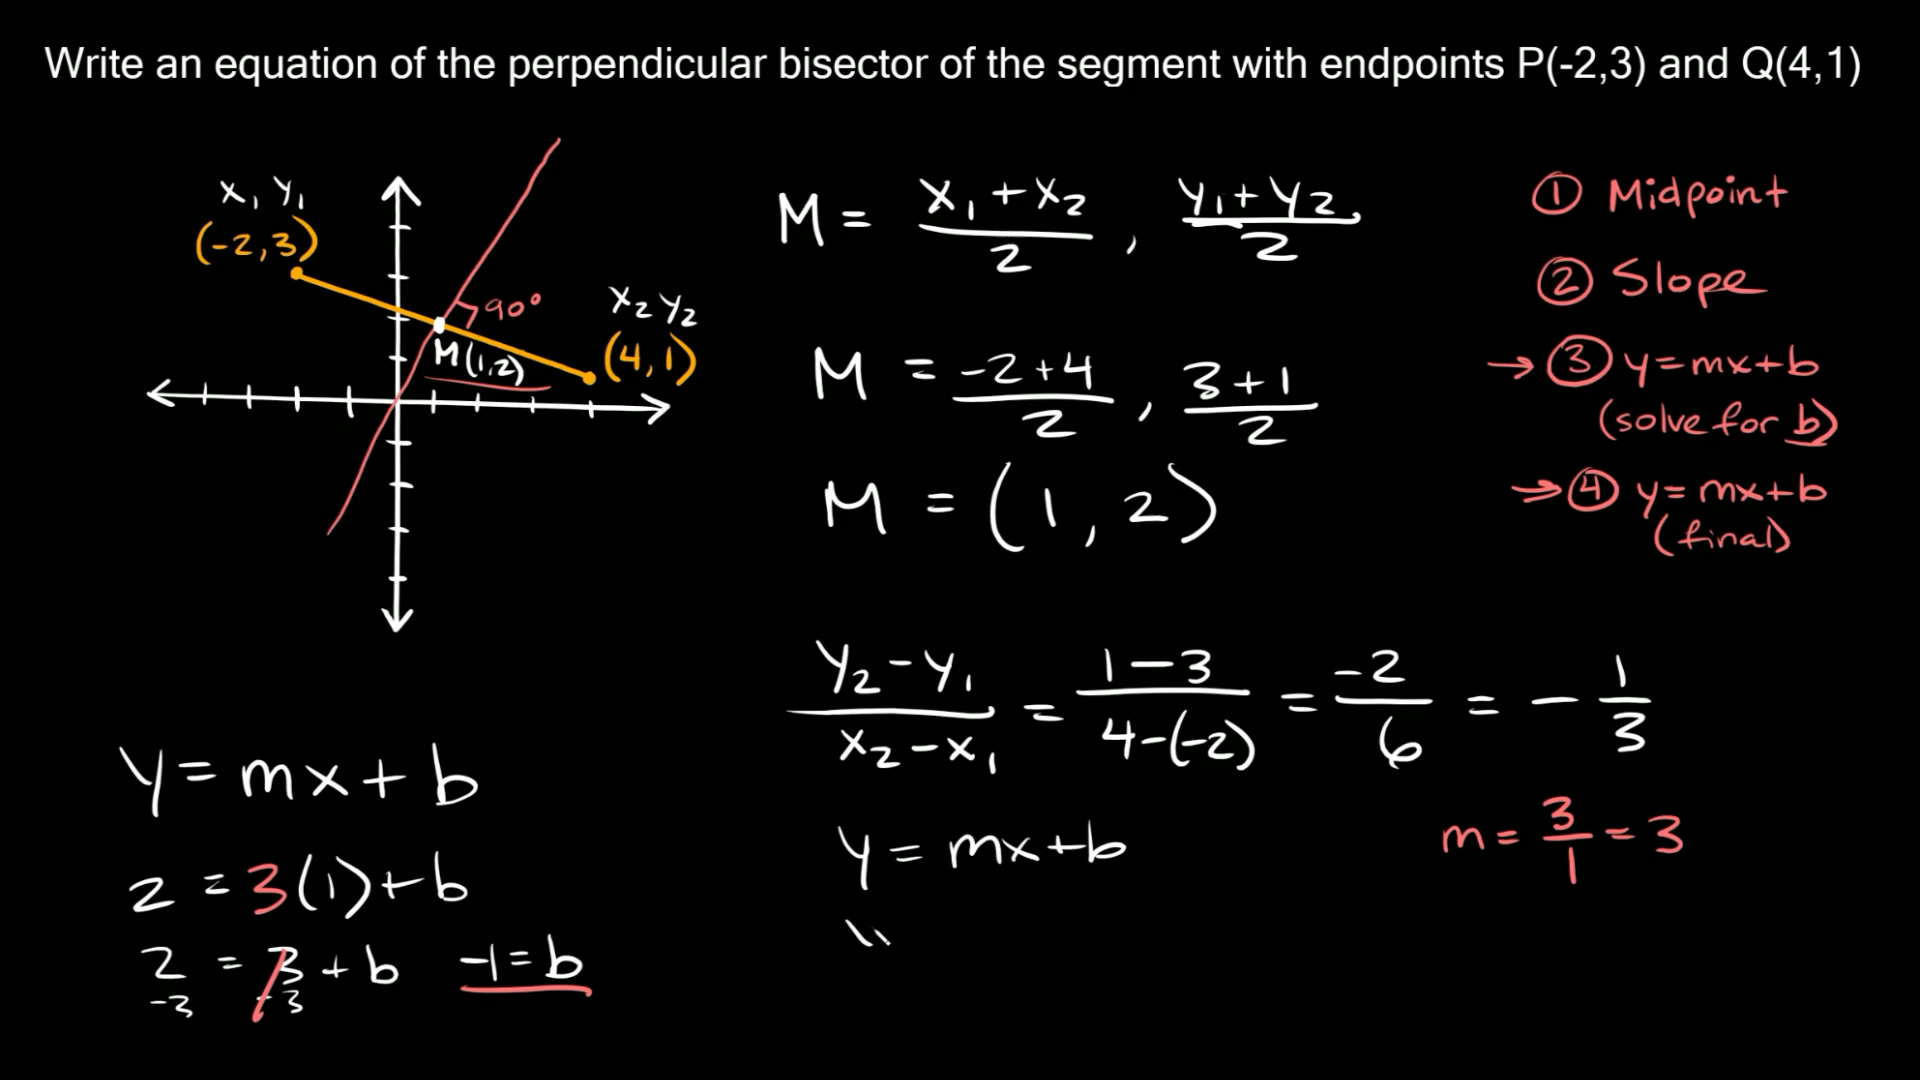 Write an equation of the perpendicular bisector of the segment with endpoints P(-2,3) and Q(4,1)
x₁ y₁
(-2,3)
90°
x₂ y₂
(4,1)
M(1,2)
M = (x₁+x₂)/2 , (y₁+y₂)/2
M = (-2+4)/2 , (3+1)/2
M = (1, 2)
① Midpoint
② Slope
→ ③ y=mx+b
(solve for b)
→ ④ y=mx+b
(final)
(y₂-y₁)/(x₂-x₁) = (1-3)/(4-(-2)) = -2/6 = -1/3
m = 3/1 = 3
y = mx+b
y = mx+b
2 = 3(1)+b
2 = 3 + b
-3 -3
-1 = b